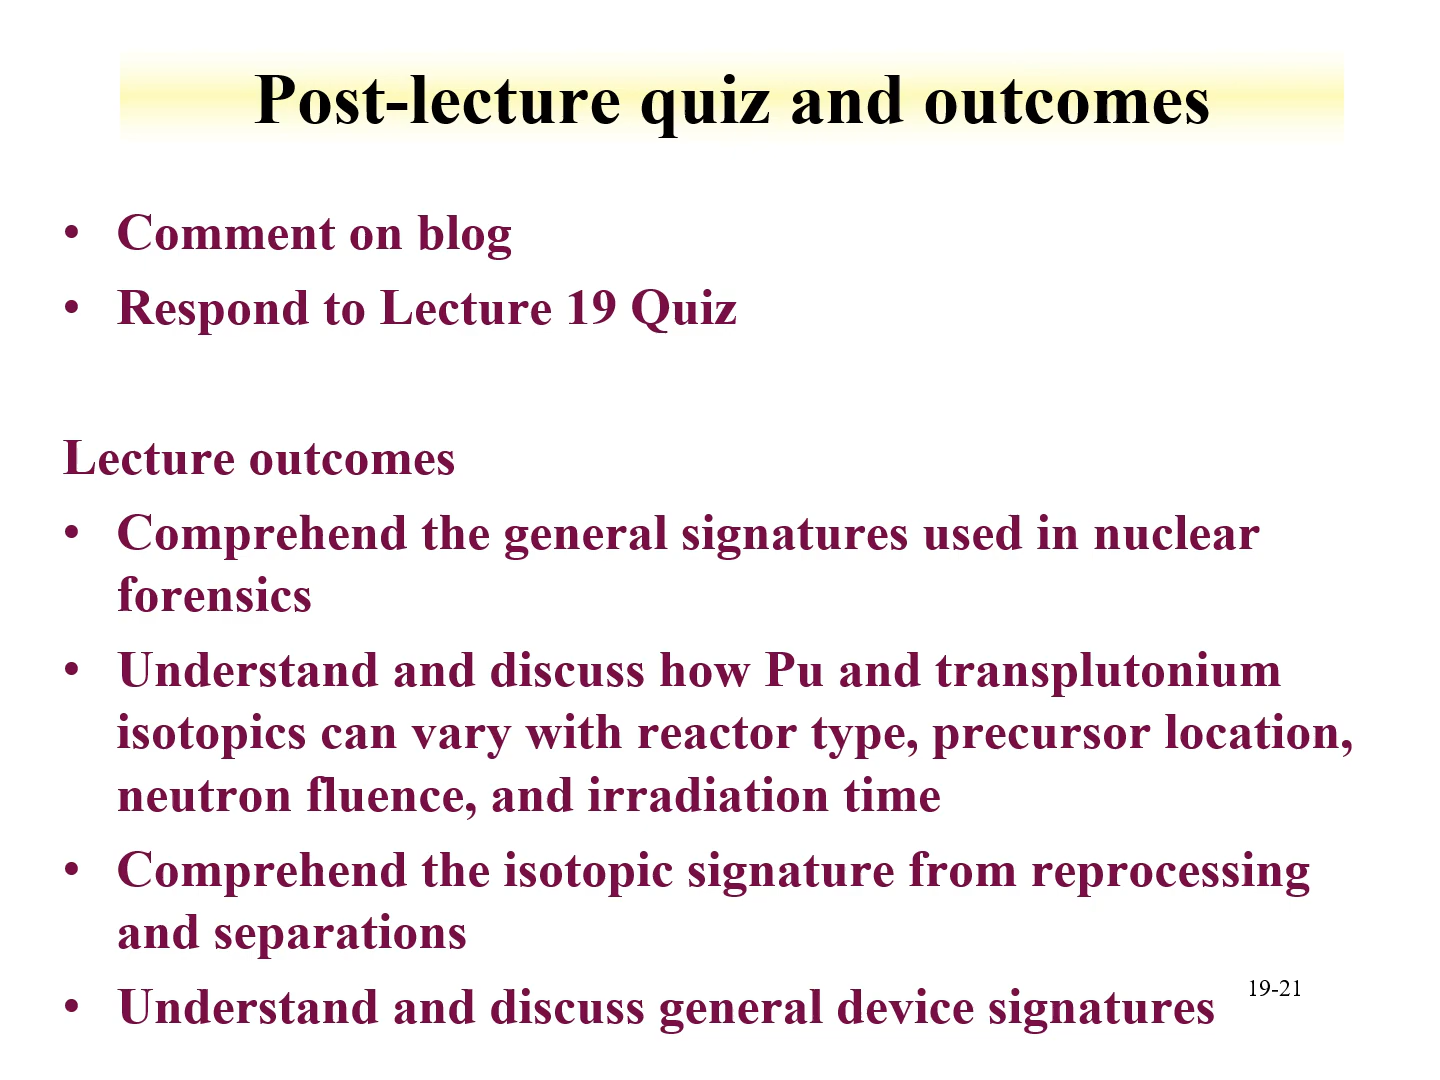 Post-lecture quiz and outcomes
• Comment on blog
• Respond to Lecture 19 Quiz
Lecture outcomes
• Comprehend the general signatures used in nuclear
forensics
• Understand and discuss how Pu and transplutonium
isotopics can vary with reactor type, precursor location,
neutron fluence, and irradiation time
• Comprehend the isotopic signature from reprocessing
and separations
• Understand and discuss general device signatures
19-21